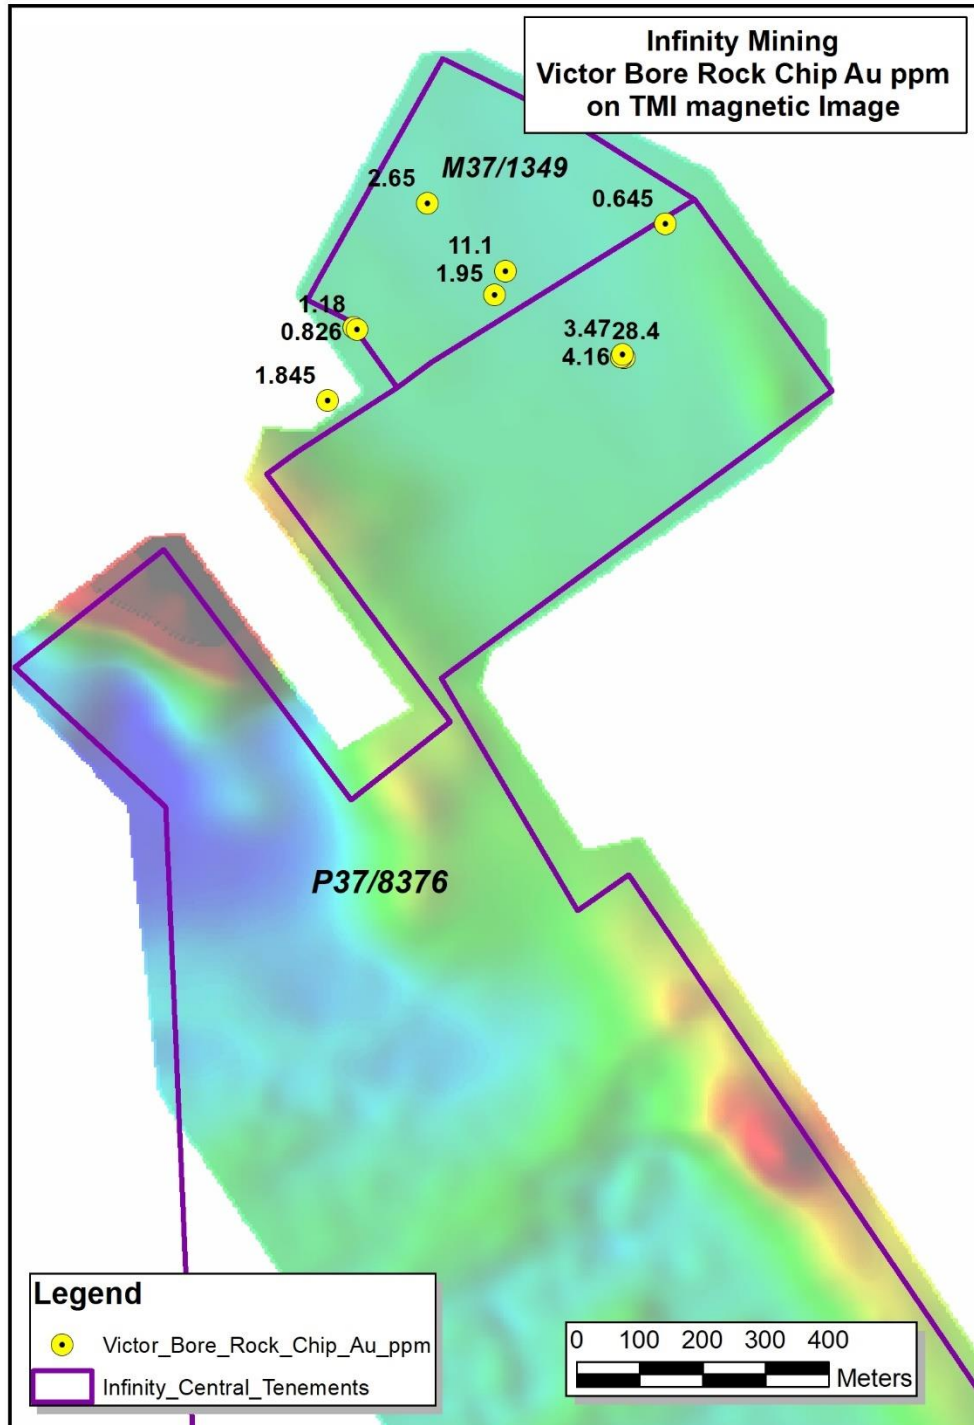 Infinity Mining
Victor Bore Rock Chip Au ppm
on TMI magnetic Image
M37/1349
2.65
0.645
11.1
1.95
1.18
0.826
3.47 28.4
4.16
1.845
P37/8376
Legend
Victor_Bore_Rock_Chip_Au_ppm
Infinity_Central_Tenements
0 100 200 300 400
Meters